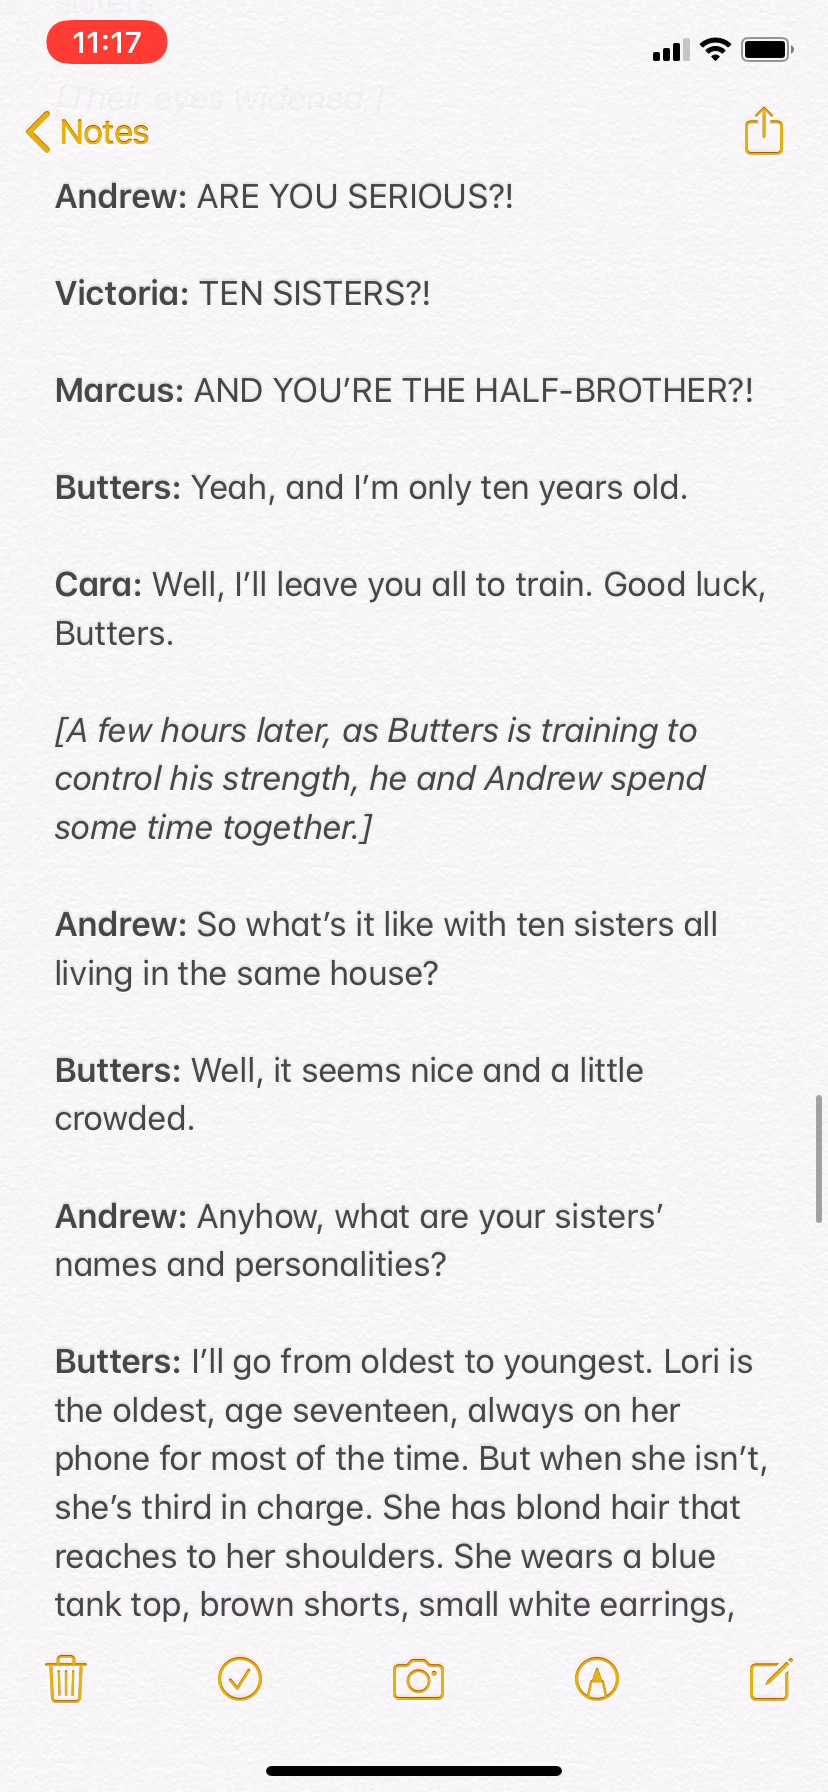 sisters.
11:17
[Their eyes widened.]
Notes
Andrew: ARE YOU SERIOUS?!
Victoria: TEN SISTERS?!
Marcus: AND YOU’RE THE HALF-BROTHER?!
Butters: Yeah, and I’m only ten years old.
Cara: Well, I’ll leave you all to train. Good luck,
Butters.
[A few hours later, as Butters is training to
control his strength, he and Andrew spend
some time together.]
Andrew: So what’s it like with ten sisters all
living in the same house?
Butters: Well, it seems nice and a little
crowded.
Andrew: Anyhow, what are your sisters’
names and personalities?
Butters: I’ll go from oldest to youngest. Lori is
the oldest, age seventeen, always on her
phone for most of the time. But when she isn’t,
she’s third in charge. She has blond hair that
reaches to her shoulders. She wears a blue
tank top, brown shorts, small white earrings,